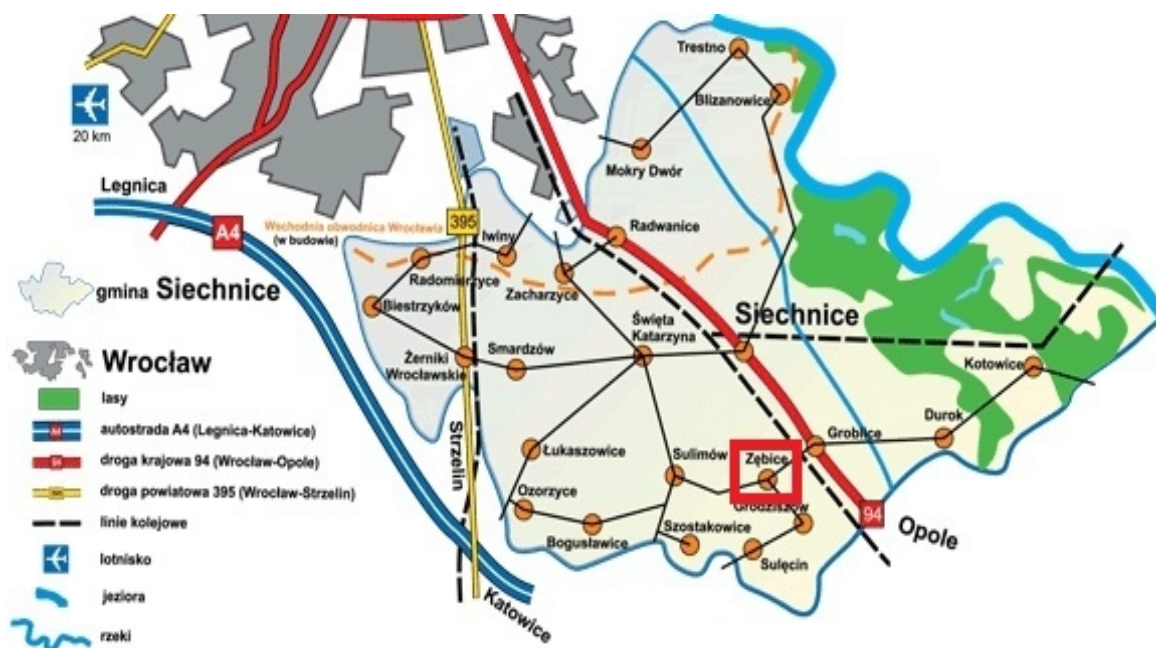 Trestno
Blizanowice
20 km
Mokry Dwór
Legnica
A4
395
Wschodnia obwodnica Wrocławia
(w budowie)
Iwiny
Radwanice
Radomierzyce
Zacharzyce
gmina Siechnice
Biestrzyków
Święta
Katarzyna
Siechnice
Wrocław
Żerniki
Wrocławskie
Smardzów
Kotowice
lasy
Durok
autostrada A4 (Legnica-Katowice)
Strzelin
Łukaszowice
Sulimów
Zębice
Groblice
droga krajowa 94 (Wrocław-Opole)
droga powiatowa 395 (Wrocław-Strzelin)
Ozorzyce
Grodziszów
94
Opole
linie kolejowe
Bogusławice
Szostakowice
Sulęcin
lotnisko
Katowice
jeziora
rzeki